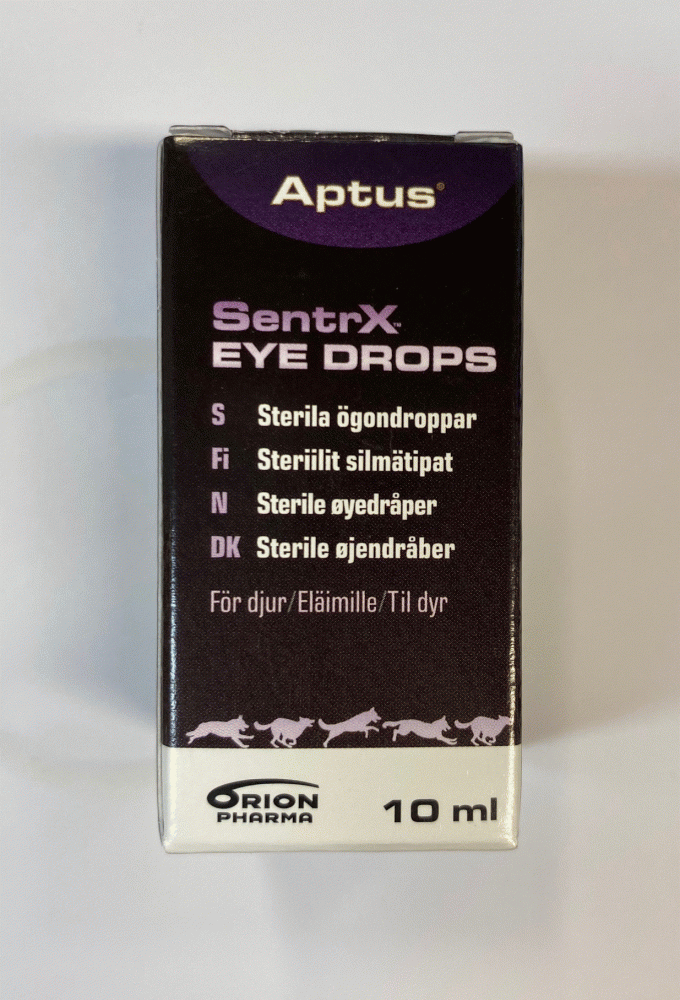 Aptus®
SentrX™
EYE DROPS
S Sterila ögondroppar
Fi Steriilit silmätipat
N Sterile øyedråper
DK Sterile øjendråber
För djur/Eläimille/Til dyr
ORION
PHARMA
10 ml